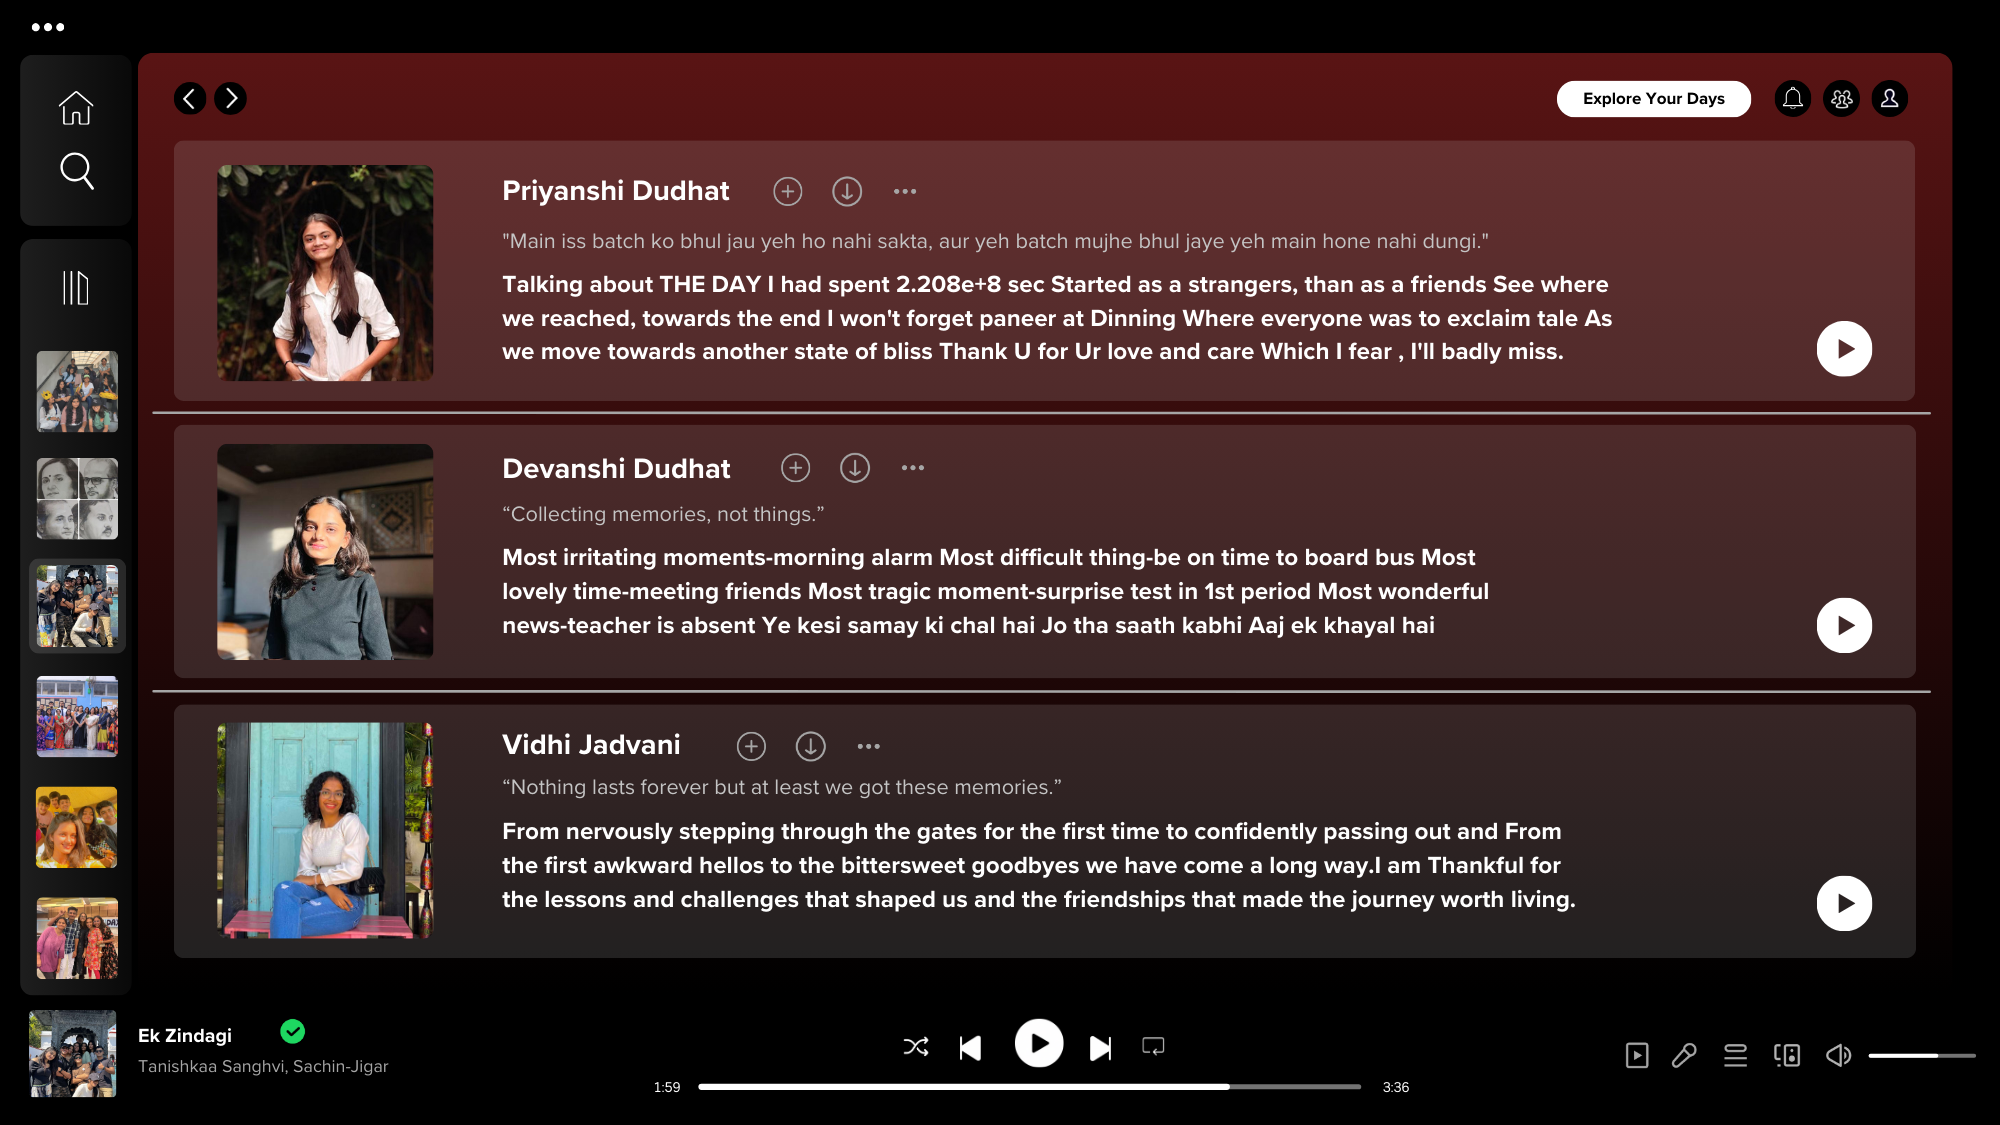 Explore Your Days
Priyanshi Dudhat
"Main iss batch ko bhul jau yeh ho nahi sakta, aur yeh batch mujhe bhul jaye yeh main hone nahi dungi."
Talking about THE DAY I had spent 2.208e+8 sec Started as a strangers, than as a friends See where
we reached, towards the end I won't forget paneer at Dinning Where everyone was to exclaim tale As
we move towards another state of bliss Thank U for Ur love and care Which I fear , I'll badly miss.
Devanshi Dudhat
“Collecting memories, not things.”
Most irritating moments-morning alarm Most difficult thing-be on time to board bus Most
lovely time-meeting friends Most tragic moment-surprise test in 1st period Most wonderful
news-teacher is absent Ye kesi samay ki chal hai Jo tha saath kabhi Aaj ek khayal hai
Vidhi Jadvani
“Nothing lasts forever but at least we got these memories.”
From nervously stepping through the gates for the first time to confidently passing out and From
the first awkward hellos to the bittersweet goodbyes we have come a long way.I am Thankful for
the lessons and challenges that shaped us and the friendships that made the journey worth living.
Ek Zindagi
Tanishkaa Sanghvi, Sachin-Jigar
1:59
3:36